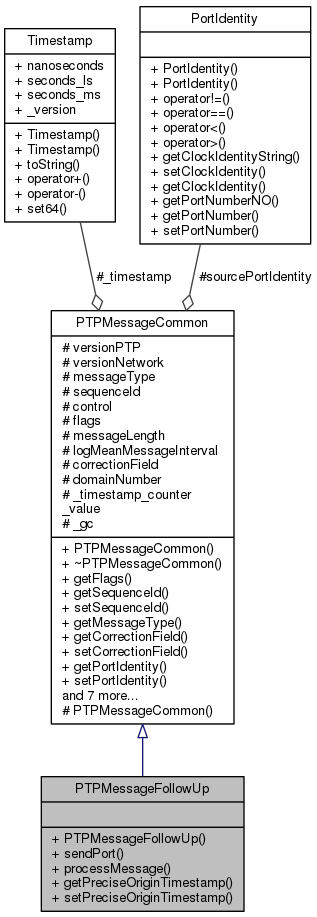 Timestamp
+ nanoseconds
+ seconds_ls
+ seconds_ms
+ _version
+ Timestamp()
+ Timestamp()
+ toString()
+ operator+()
+ operator-()
+ set64()
PortIdentity
+ PortIdentity()
+ PortIdentity()
+ operator!=()
+ operator==()
+ operator<()
+ operator>()
+ getClockIdentityString()
+ setClockIdentity()
+ getClockIdentity()
+ getPortNumberNO()
+ getPortNumber()
+ setPortNumber()
#_timestamp
#sourcePortIdentity
PTPMessageCommon
# versionPTP
# versionNetwork
# messageType
# sequenceId
# control
# flags
# messageLength
# logMeanMessageInterval
# correctionField
# domainNumber
# _timestamp_counter
_value
# _gc
+ PTPMessageCommon()
+ ~PTPMessageCommon()
+ getFlags()
+ getSequenceId()
+ setSequenceId()
+ getMessageType()
+ getCorrectionField()
+ setCorrectionField()
+ getPortIdentity()
+ setPortIdentity()
and 7 more...
# PTPMessageCommon()
PTPMessageFollowUp
+ PTPMessageFollowUp()
+ sendPort()
+ processMessage()
+ getPreciseOriginTimestamp()
+ setPreciseOriginTimestamp()